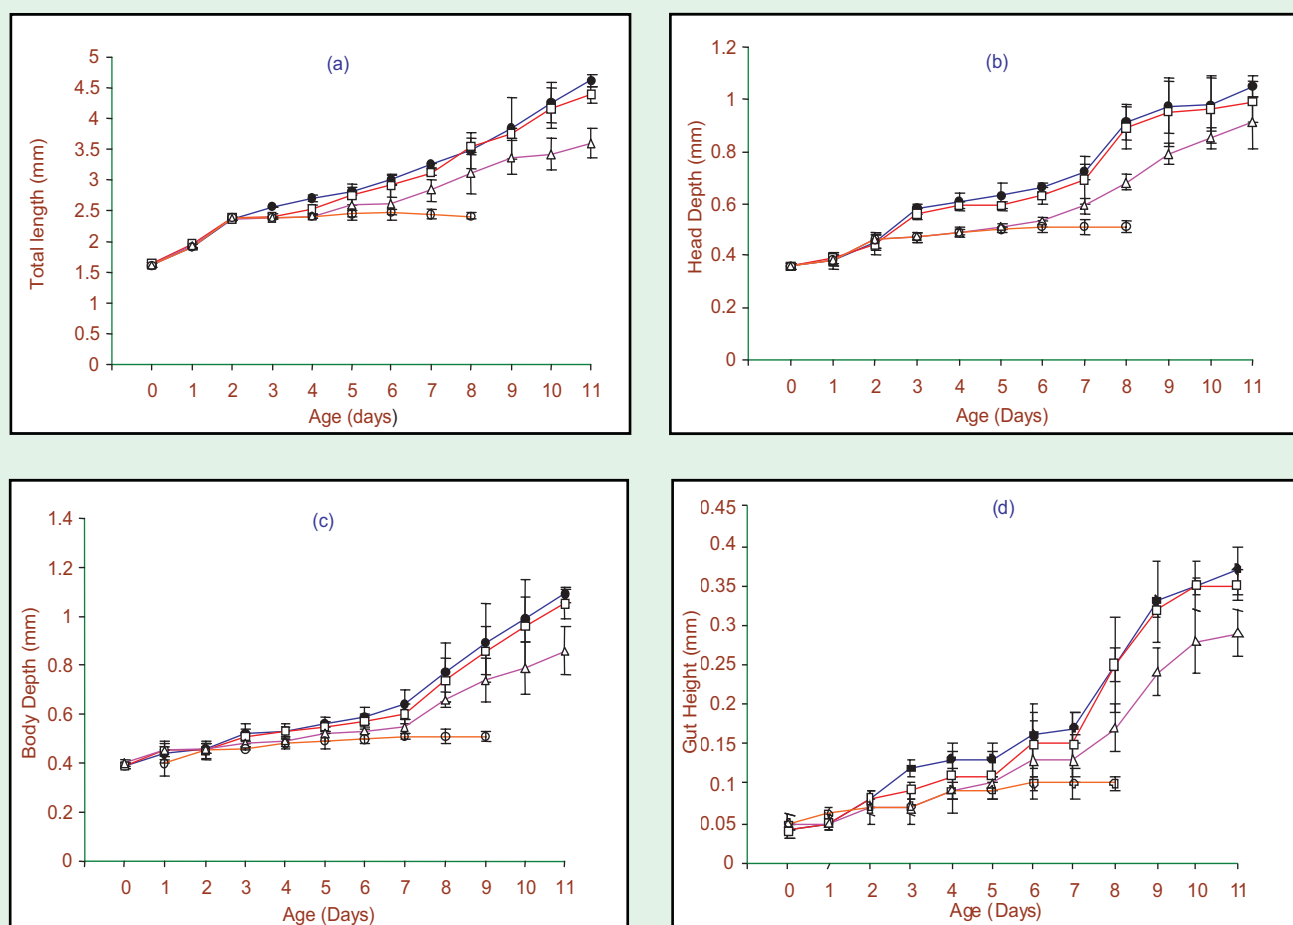 (a)
Total length (mm)
5
4.5
4
3.5
3
2.5
2
1.5
1
0.5
0
0 1 2 3 4 5 6 7 8 9 10 11
Age (days)
(b)
Head Depth (mm)
1.2
1
0.8
0.6
0.4
0.2
0
0 1 2 3 4 5 6 7 8 9 10 11
Age (Days)
(c)
Body Depth (mm)
1.4
1.2
1
0.8
0.6
0.4
0.2
0
0 1 2 3 4 5 6 7 8 9 10 11
Age (Days)
(d)
Gut Height (mm)
0.45
0.4
0.35
0.3
0.25
0.2
0.15
0.1
0.05
0
0 1 2 3 4 5 6 7 8 9 10 11
Age (Days)